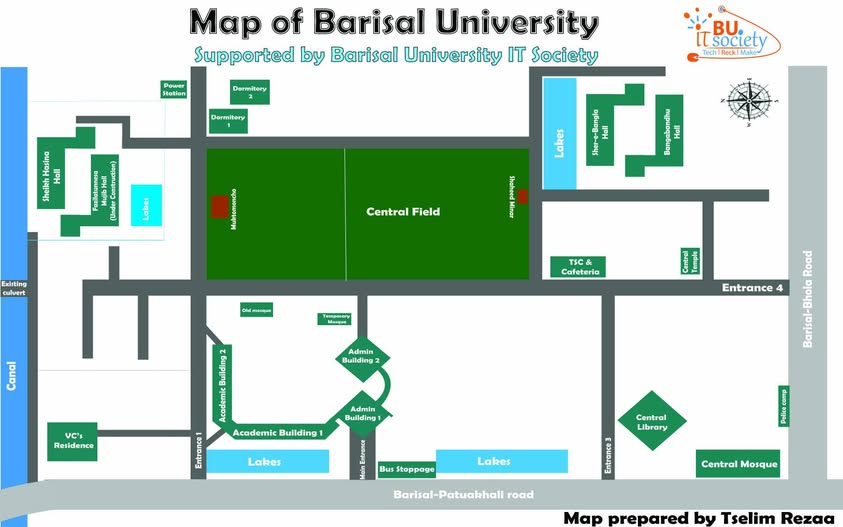 Map of Barisal University
Supported by Barisal University IT Society
BU
IT society
Tech | Reck | Make
Power
Station
Dormitory
2
Dormitory
1
Lakes
Sher-e-Bangla
Hall
Bangabandhu
Hall
Sheikh Hasina
Hall
Fazilatunnesa
Mujib Hall
(Under Construction)
Lakes
Muktomoncho
Central Field
Shaheed Minar
TSC &
Cafeteria
Central
Temple
Existing
culvert
Entrance 4
Barisal-Bhola Road
Old mosque
Temporary
Mosque
Canal
Academic Building 2
Admin
Building 2
Admin
Building 1
Academic Building 1
VC's
Residence
Central
Library
Police camp
Entrance 1
Lakes
Main Entrance
Bus Stoppage
Lakes
Entrance 3
Central Mosque
Barisal-Patuakhali road
Map prepared by Tselim Rezaa